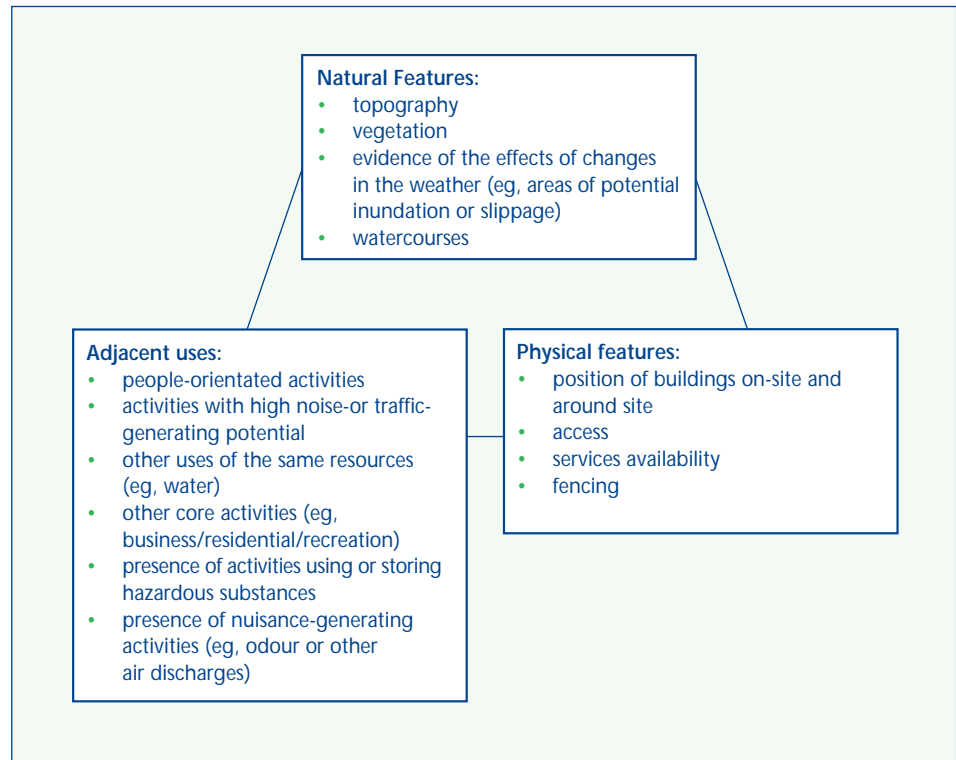 Natural Features:
• topography
• vegetation
• evidence of the effects of changes
in the weather (eg, areas of potential
inundation or slippage)
• watercourses
Adjacent uses:
• people-orientated activities
• activities with high noise-or traffic-
generating potential
• other uses of the same resources
(eg, water)
• other core activities (eg,
business/residential/recreation)
• presence of activities using or storing
hazardous substances
• presence of nuisance-generating
activities (eg, odour or other
air discharges)
Physical features:
• position of buildings on-site and
around site
• access
• services availability
• fencing